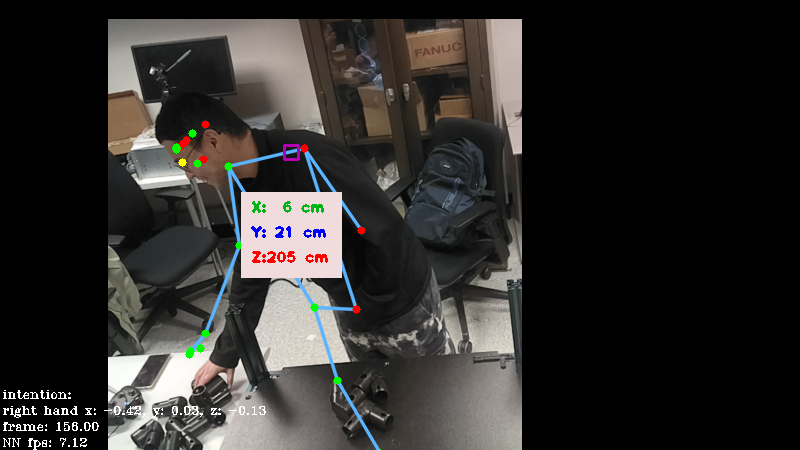 FANUC
X: 6 cm
Y: 21 cm
Z:205 cm
intention:
right hand x: -0.42, y: 0.03, z: -0.13
frame: 156.00
NN fps: 7.12